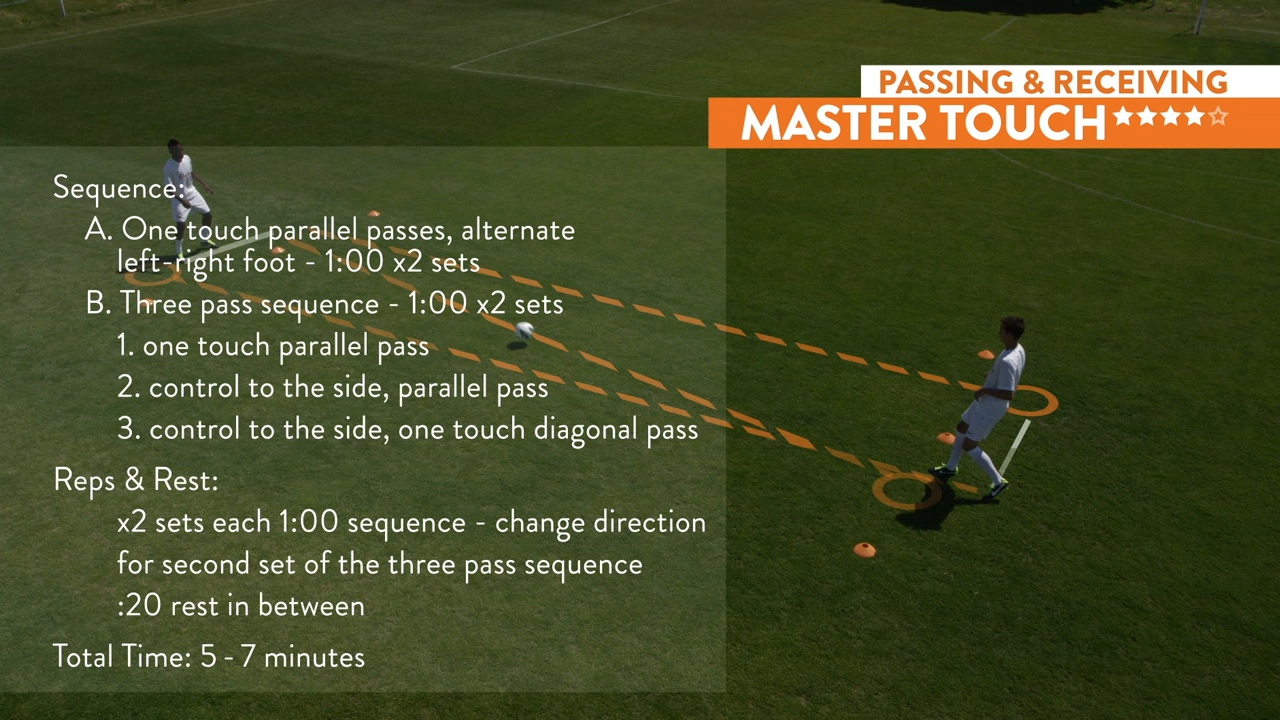 PASSING & RECEIVING
MASTER TOUCH
Sequence:
A. One touch parallel passes, alternate
left-right foot - 1:00 x2 sets
B. Three pass sequence - 1:00 x2 sets
1. one touch parallel pass
2. control to the side, parallel pass
3. control to the side, one touch diagonal pass
Reps & Rest:
x2 sets each 1:00 sequence - change direction
for second set of the three pass sequence
:20 rest in between
Total Time: 5 - 7 minutes